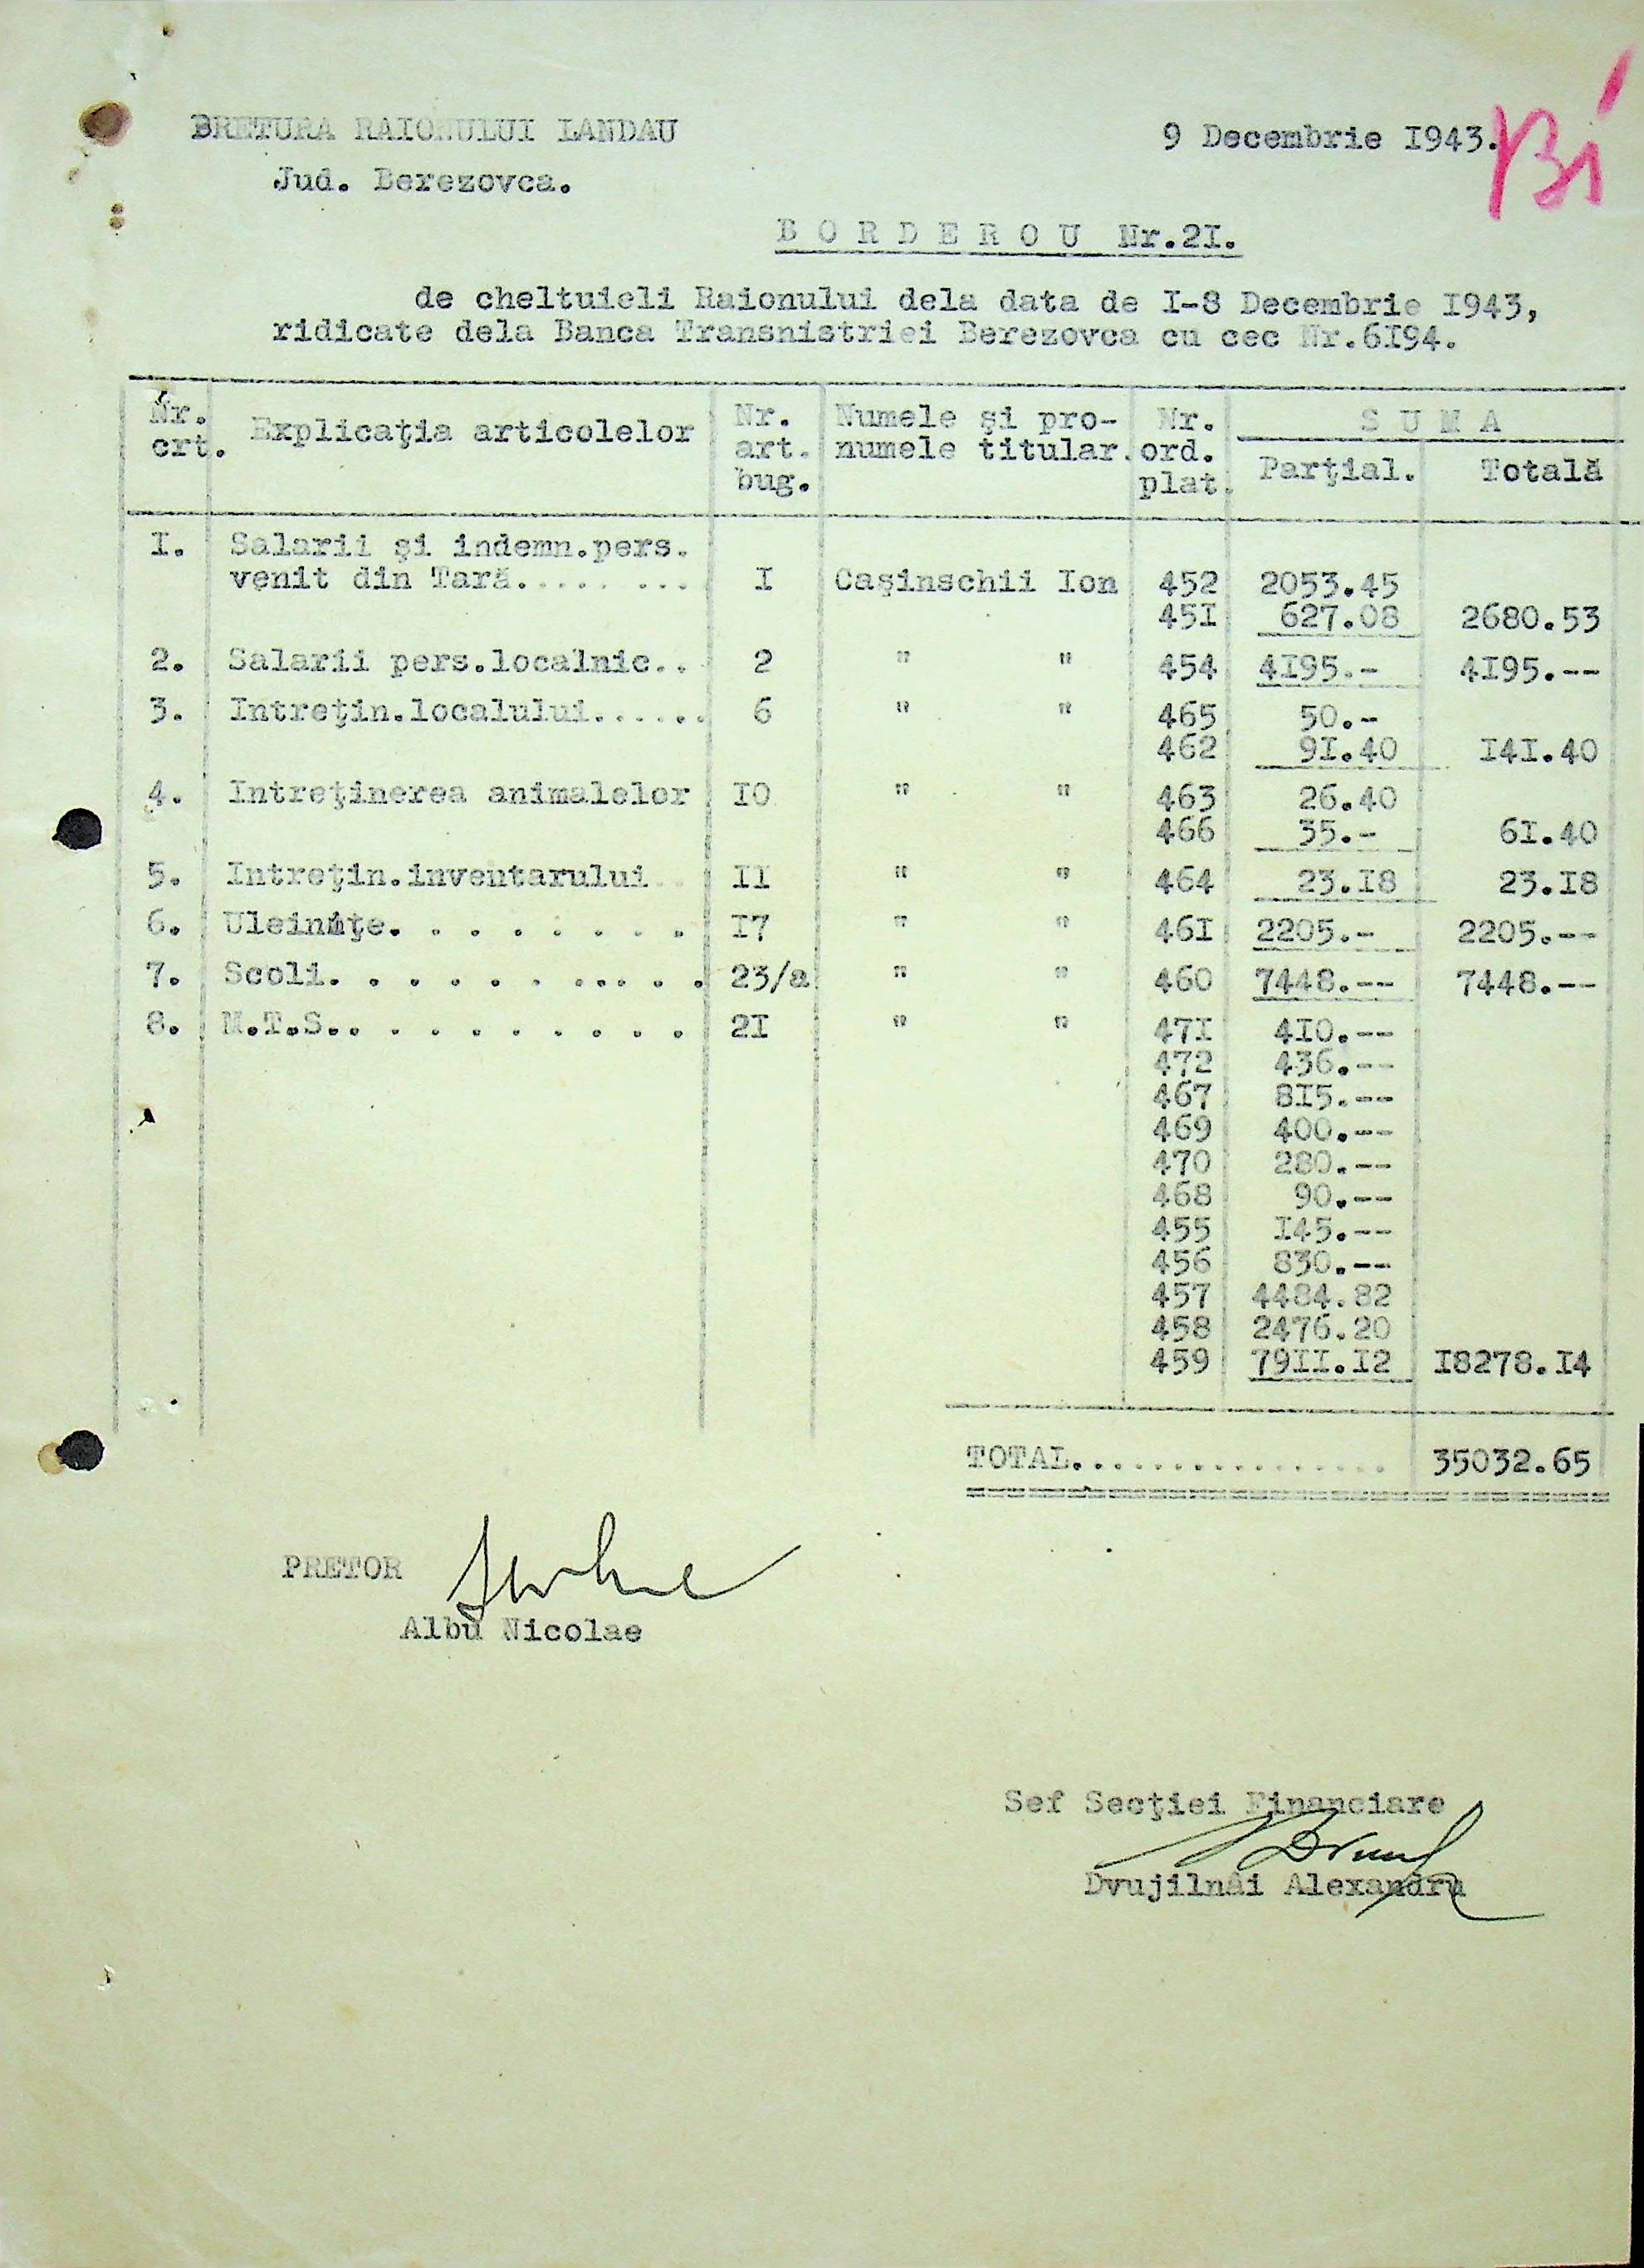 BRETURA RAIONULUI LANDAU
9 Decembrie I943.
Jud. Berezovca.
B O R D E R O U Nr.2I.
de cheltuieli Raionului dela data de I-8 Decembrie I943,
ridicate dela Banca Transnistriei Berezovca cu cec Nr.6I94.
Nr. crt. Explicaţia articolelor Nr. art. bug. Numele şi pronumele titular. Nr. ord. plat. S U M A
Parţial. Totală
I. Salarii şi indemn.pers.
venit din Tară..... ... I Caşinschii Ion 452 2053.45
45I 627.08 2680.53
2. Salarii pers.localnic.. 2 " " 454 4I95.- 4I95.--
3. Intreţin.localului...... 6 " " 465 50.-
462 9I.40 I4I.40
4. Intreţinerea animalelor IO " " 463 26.40
466 35.- 6I.40
5. Intreţin.inventarului II " " 464 23.I8 23.I8
6. Uleinâţe. . . . . . . . I7 " " 46I 2205.- 2205.--
7. Scoli. . . . . . . ... . . 23/a " " 460 7448.-- 7448.--
8. M.T.S.. . . . . . . . . 2I " " 47I 4I0.--
472 436.--
467 8I5.--
469 400.--
470 280.--
468 90.--
455 I45.--
456 830.--
457 4484.82
458 2476.20
459 79II.I2 I8278.I4
TOTAL................ 35032.65
PRETOR
Albu Nicolae
Sef Secţiei Financiare
Dvujilnâi Alexandru